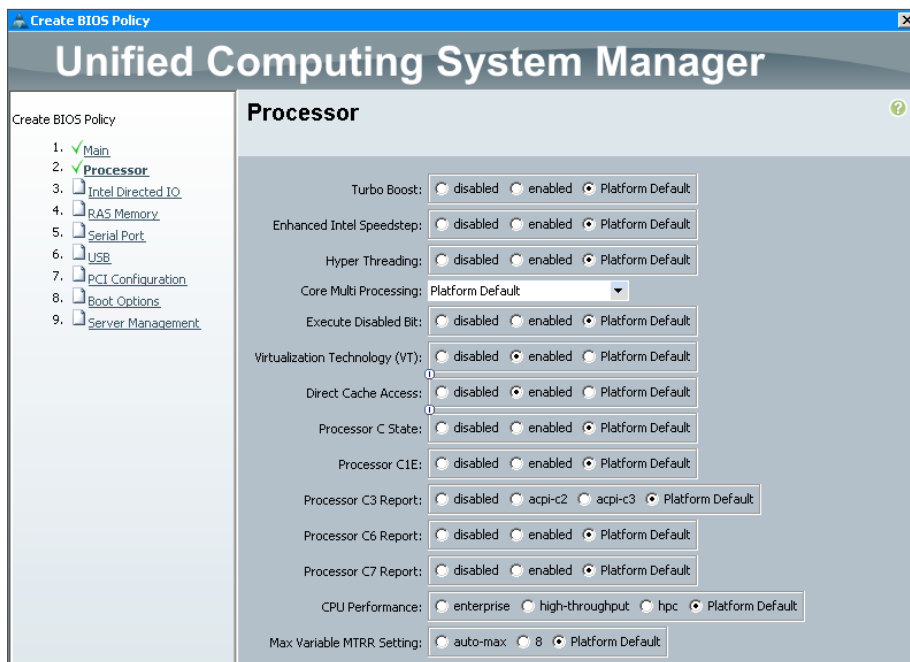 Create BIOS Policy
Unified Computing System Manager
Create BIOS Policy
1. Main
2. Processor
3. Intel Directed IO
4. RAS Memory
5. Serial Port
6. USB
7. PCI Configuration
8. Boot Options
9. Server Management
Processor
Turbo Boost: disabled enabled Platform Default
Enhanced Intel Speedstep: disabled enabled Platform Default
Hyper Threading: disabled enabled Platform Default
Core Multi Processing: Platform Default
Execute Disabled Bit: disabled enabled Platform Default
Virtualization Technology (VT): disabled enabled Platform Default
Direct Cache Access: disabled enabled Platform Default
Processor C State: disabled enabled Platform Default
Processor C1E: disabled enabled Platform Default
Processor C3 Report: disabled acpi-c2 acpi-c3 Platform Default
Processor C6 Report: disabled enabled Platform Default
Processor C7 Report: disabled enabled Platform Default
CPU Performance: enterprise high-throughput hpc Platform Default
Max Variable MTRR Setting: auto-max 8 Platform Default